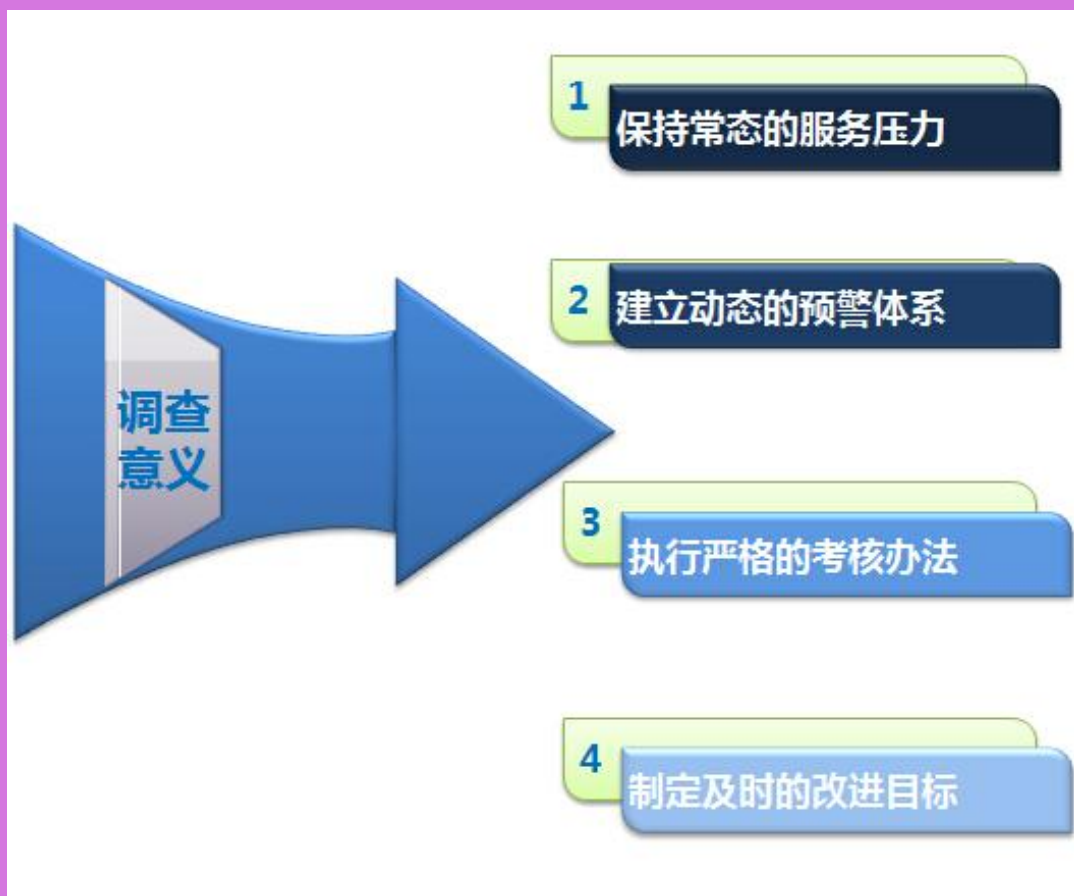 1
保持常态的服务压力
2
建立动态的预警体系
调查
意义
3
执行严格的考核办法
4
制定及时的改进目标